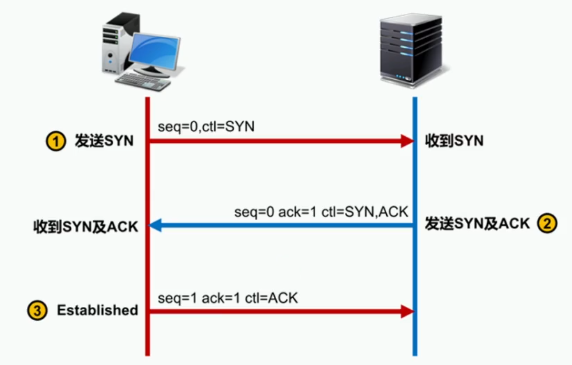 seq=0,ctl=SYN
① 发送SYN
收到SYN
seq=0 ack=1 ctl=SYN,ACK
收到SYN及ACK
发送SYN及ACK ②
seq=1 ack=1 ctl=ACK
③ Established